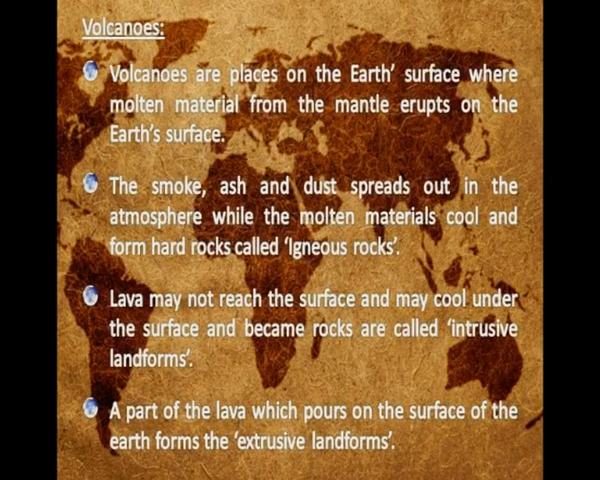 Volcanoes:
Volcanoes are places on the Earth' surface where
molten material from the mantle erupts on the
Earth's surface.
The smoke, ash and dust spreads out in the
atmosphere while the molten materials cool and
form hard rocks called 'Igneous rocks'.
Lava may not reach the surface and may cool under
the surface and became rocks are called 'intrusive
landforms'.
A part of the lava which pours on the surface of the
earth forms the 'extrusive landforms'.